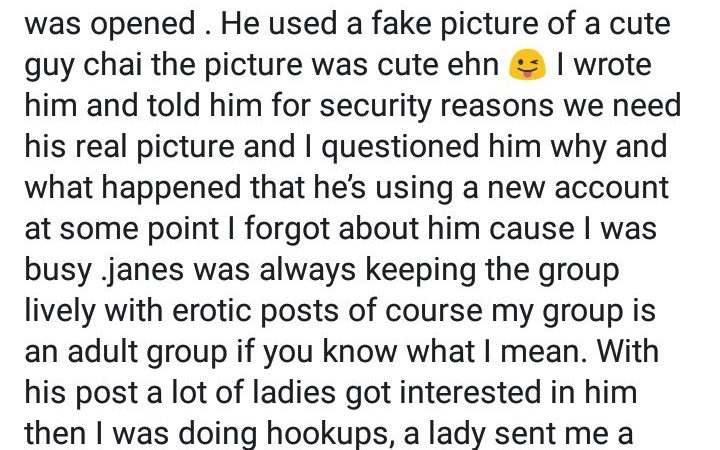 was opened . He used a fake picture of a cute
guy chai the picture was cute ehn 😜 I wrote
him and told him for security reasons we need
his real picture and I questioned him why and
what happened that he’s using a new account
at some point I forgot about him cause I was
busy .janes was always keeping the group
lively with erotic posts of course my group is
an adult group if you know what I mean. With
his post a lot of ladies got interested in him
then I was doing hookups, a lady sent me a